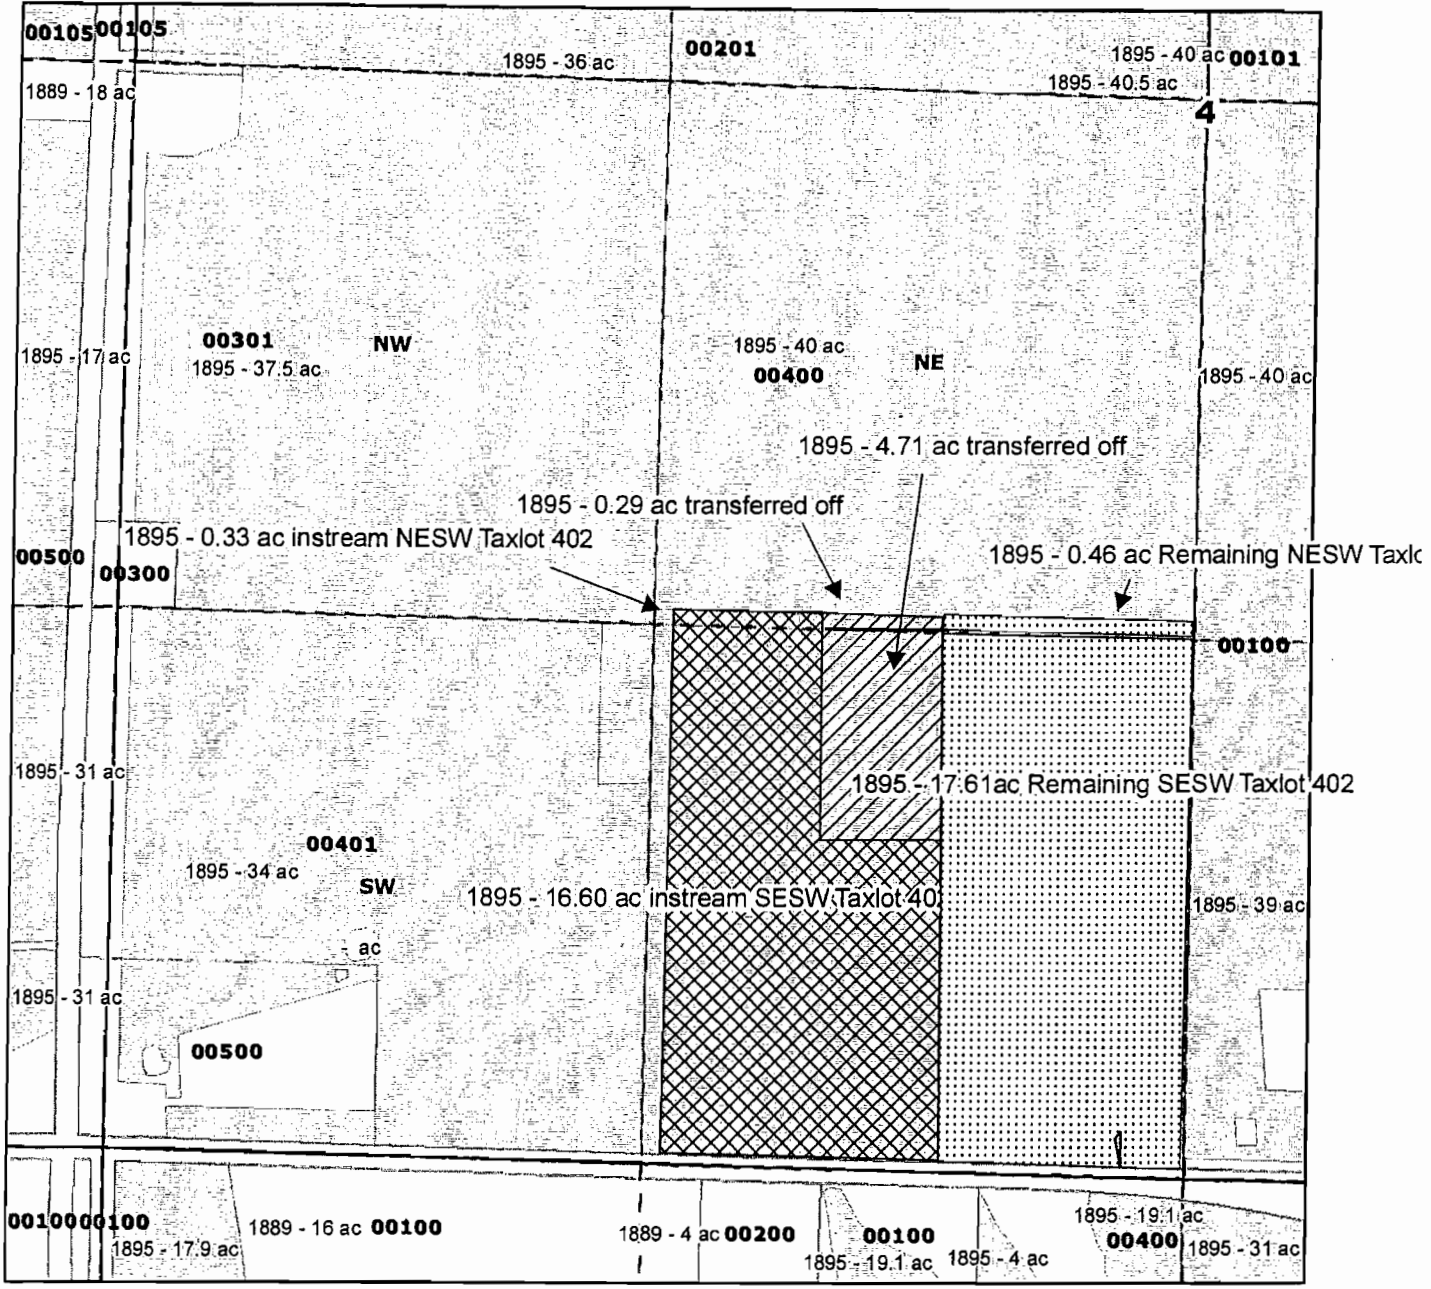 00105 00105
1895 - 36 ac
00201
1895 - 40 ac 00101
1895 - 40.5 ac
1889 - 18 ac
4
00301
NW
1895 - 37.5 ac
1895 - 17 ac
1895 - 40 ac
00400
NE
1895 - 40 ac
1895 - 4.71 ac transferred off
1895 - 0.29 ac transferred off
1895 - 0.33 ac instream NESW Taxlot 402
1895 - 0.46 ac Remaining NESW Taxlo
00500
00300
00100
1895 - 31 ac
1895 - 17.61ac Remaining SESW Taxlot 402
00401
1895 - 34 ac
SW
1895 - 16.60 ac instream SESW Taxlot 40
1895 - 39 ac
- ac
1895 - 31 ac
00500
00100 00100
1889 - 16 ac 00100
1895 - 17.9 ac
1889 - 4 ac 00200
00100
1895 - 19.1 ac
1895 - 4 ac
1895 - 19.1 ac
00400
1895 - 31 ac